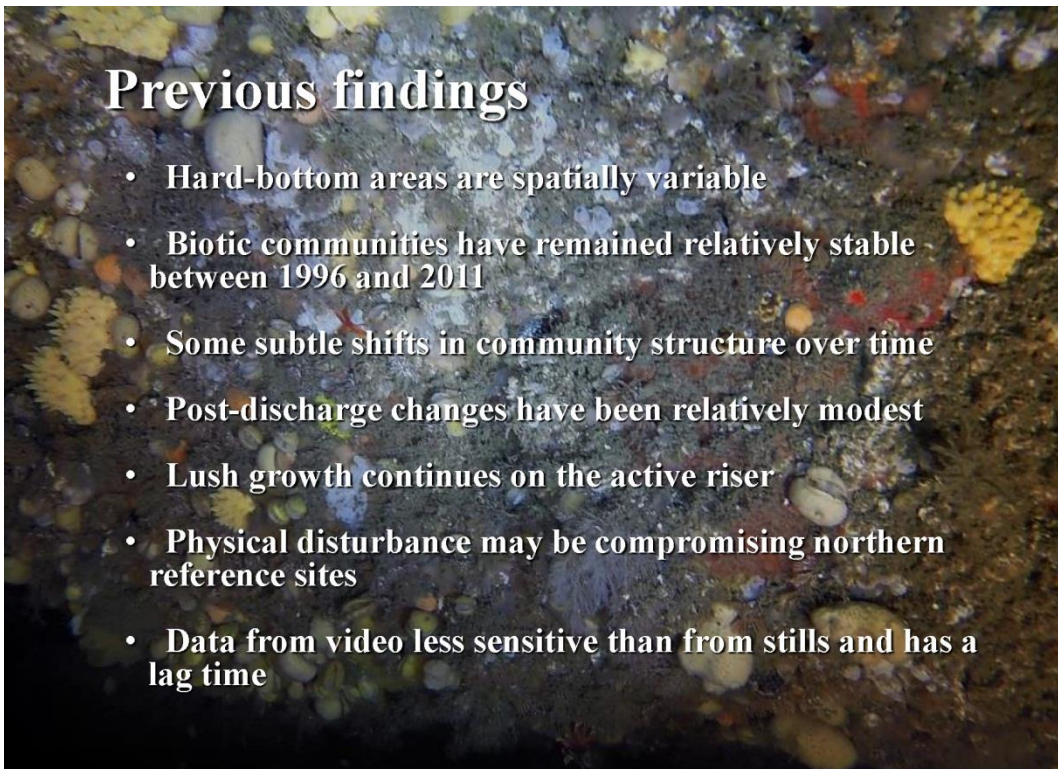 Previous findings
• Hard-bottom areas are spatially variable
• Biotic communities have remained relatively stable
between 1996 and 2011
• Some subtle shifts in community structure over time
• Post-discharge changes have been relatively modest
• Lush growth continues on the active riser
• Physical disturbance may be compromising northern
reference sites
• Data from video less sensitive than from stills and has a
lag time